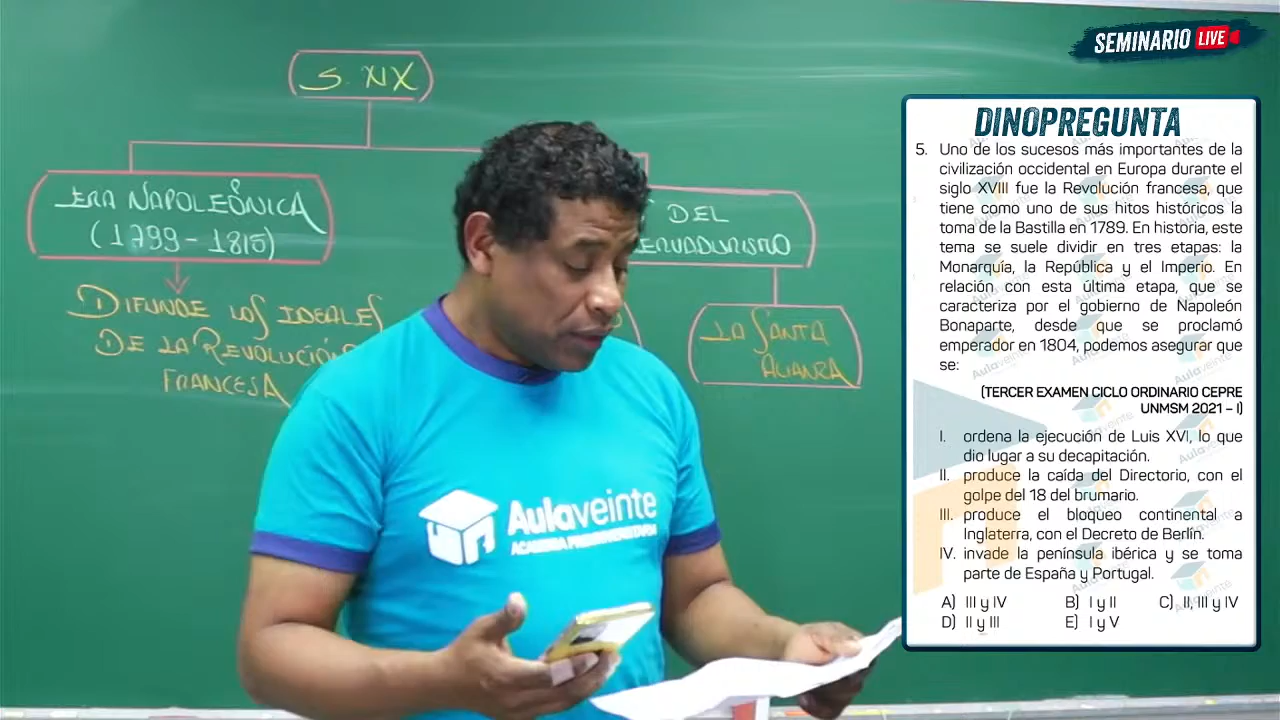 SEMINARIO LIVE
S. XIX
ERA NAPOLEÓNICA
(1799-1815)
DIFUNDE LOS IDEALES
DE LA REVOLUCIÓN
FRANCESA
DEL
LA SANTA
ALIANZA
Aulaveinte
ACADEMIA PREUNIVERSITARIA
DINOPREGUNTA
5. Uno de los sucesos más importantes de la
civilización occidental en Europa durante el
siglo XVIII fue la Revolución francesa, que
tiene como uno de sus hitos históricos la
toma de la Bastilla en 1789. En historia, este
tema se suele dividir en tres etapas: la
Monarquía, la República y el Imperio. En
relación con esta última etapa, que se
caracteriza por el gobierno de Napoleón
Bonaparte, desde que se proclamó
emperador en 1804, podemos asegurar que
se:
(TERCER EXAMEN CICLO ORDINARIO CEPRE
UNMSM 2021 – I)
I. ordena la ejecución de Luis XVI, lo que
dio lugar a su decapitación.
II. produce la caída del Directorio, con el
golpe del 18 del brumario.
III. produce el bloqueo continental a
Inglaterra, con el Decreto de Berlín.
IV. invade la península ibérica y se toma
parte de España y Portugal.
A) III y IV B) I y II C) II, III y IV
D) II y III E) I y V